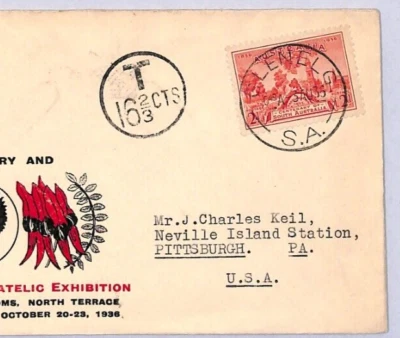 T
16 2/3 CTS
GLENELG
S.A.
RY AND
ATELIC EXHIBITION
OMS, NORTH TERRACE
OCTOBER 20-23, 1936
Mr.J.Charles Keil,
Neville Island Station,
PITTSBURGH. PA.
U.S.A.